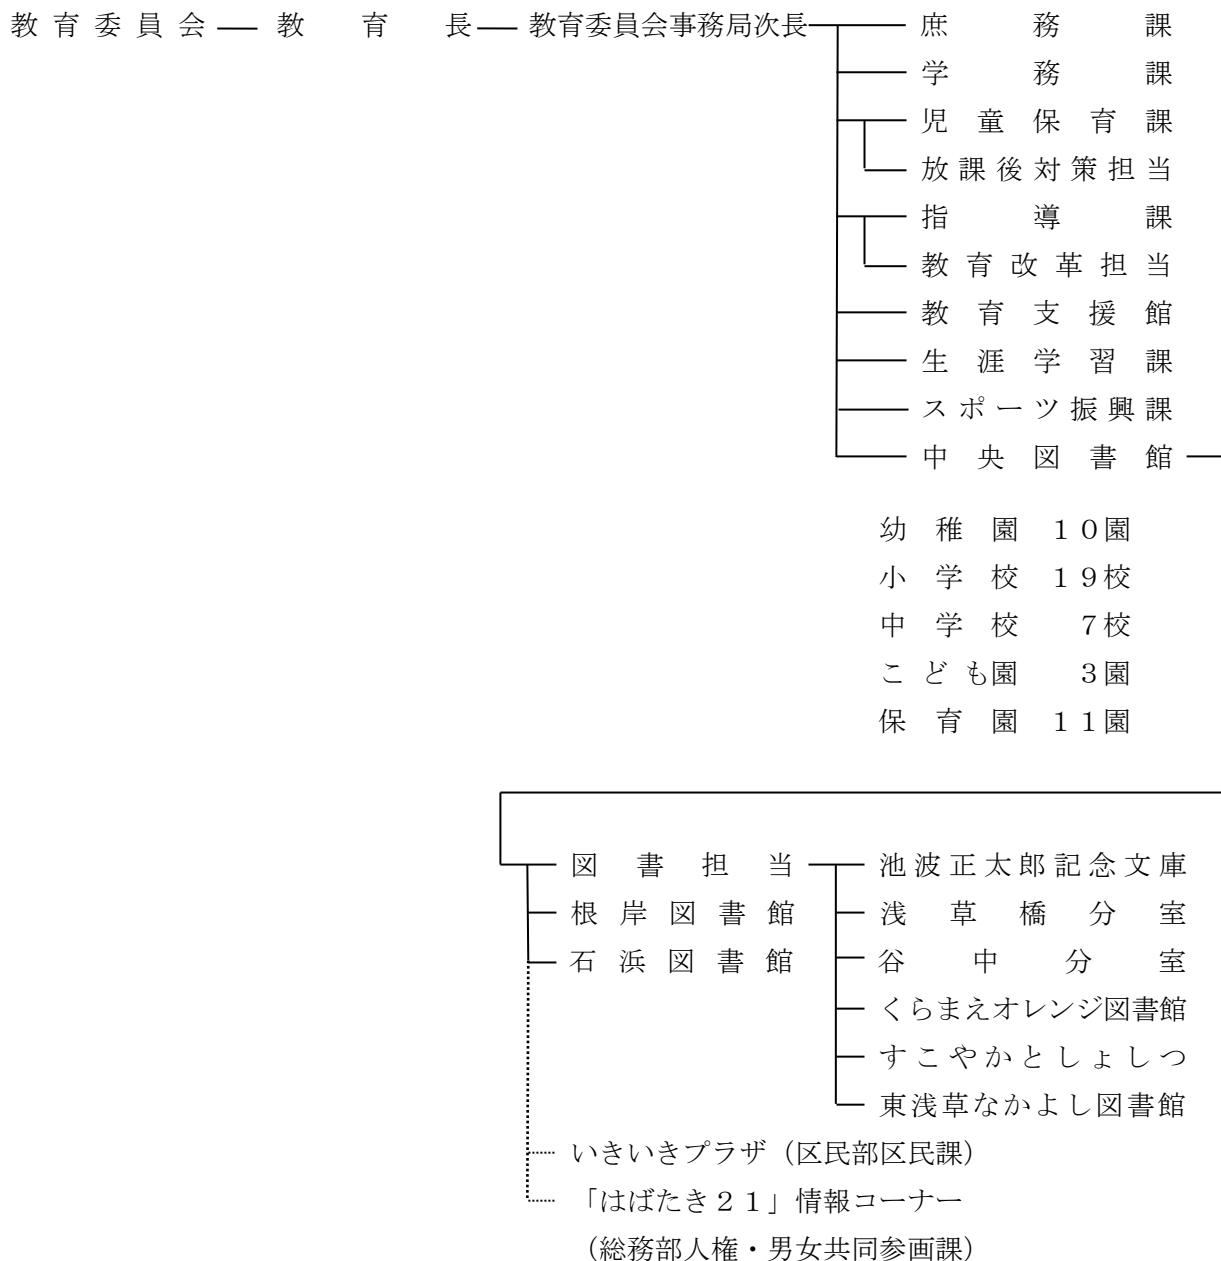 教育委員会 教育長 教育委員会事務局次長 庶務課
学務課
児童保育課
放課後対策担当
指導課
教育改革担当
教育支援館
生涯学習課
スポーツ振興課
中央図書館
幼稚園 １０園
小学校 １９校
中学校 ７校
こども園 ３園
保育園 １１園
図書担当 池波正太郎記念文庫
根岸図書館 浅草橋分室
石浜図書館 谷中分室
くらまえオレンジ図書館
すこやかとしょしつ
東浅草なかよし図書館
いきいきプラザ（区民部区民課）
「はばたき２１」情報コーナー
（総務部人権・男女共同参画課）